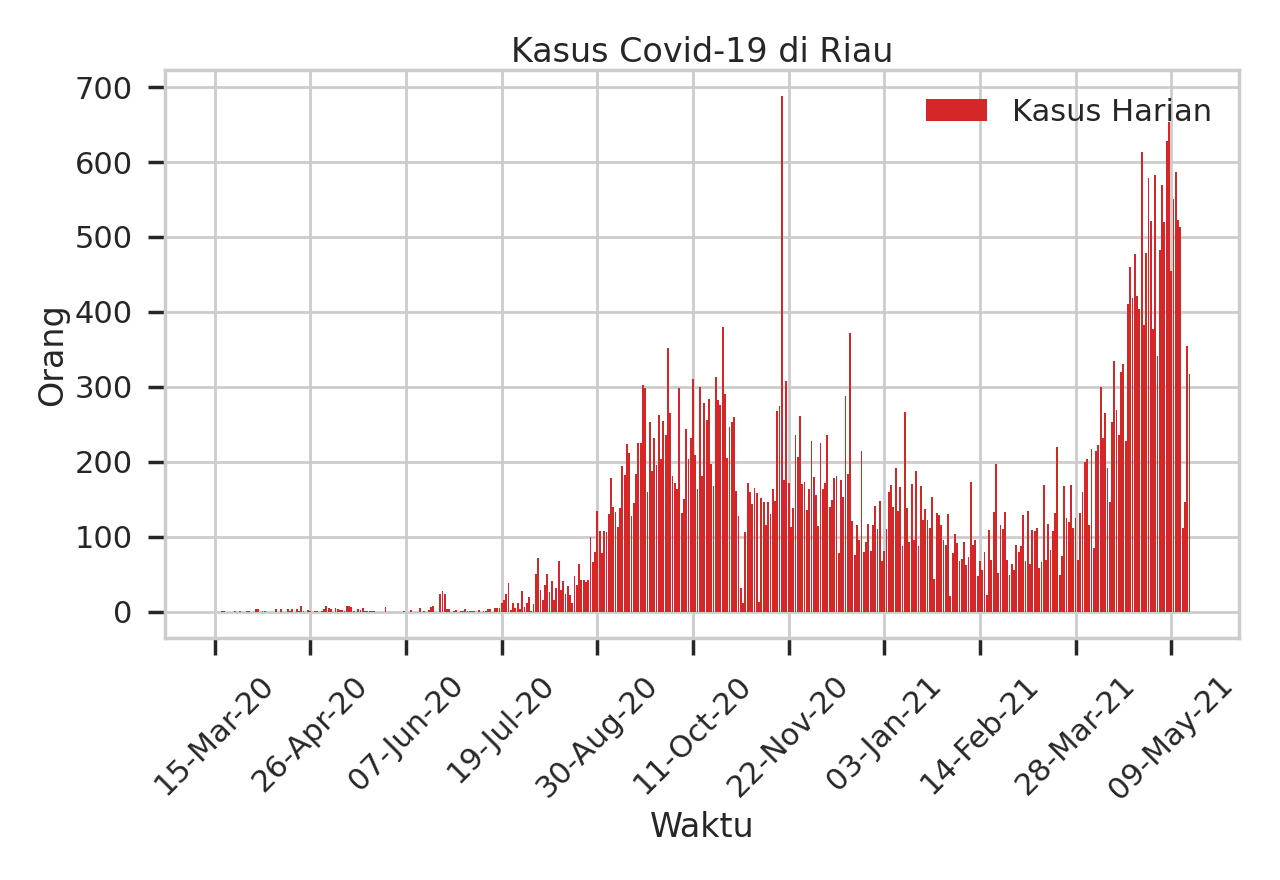 Kasus Covid-19 di Riau
Kasus Harian
Orang
700
600
500
400
300
200
100
0
15-Mar-20
26-Apr-20
07-Jun-20
19-Jul-20
30-Aug-20
11-Oct-20
22-Nov-20
03-Jan-21
14-Feb-21
28-Mar-21
09-May-21
Waktu